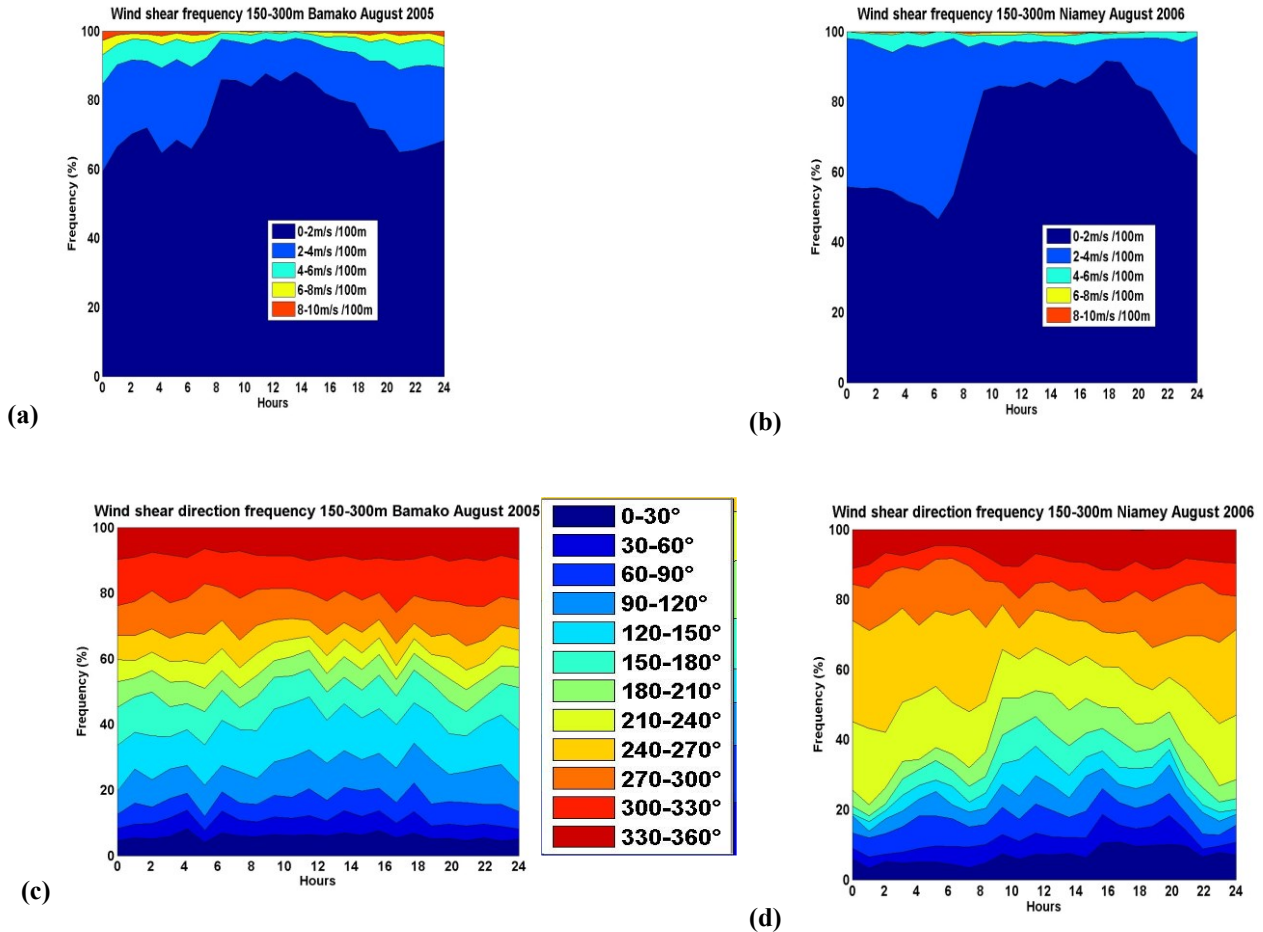 Wind shear frequency 150-300m Bamako August 2005
100
80
60
40
20
0
Frequency (%)
0-2m/s /100m
2-4m/s /100m
4-6m/s /100m
6-8m/s /100m
8-10m/s /100m
0 2 4 6 8 10 12 14 16 18 20 22 24
Hours
(a)
Wind shear frequency 150-300m Niamey August 2006
100
80
60
40
20
0
Frequency (%)
0-2m/s /100m
2-4m/s /100m
4-6m/s /100m
6-8m/s /100m
8-10m/s /100m
0 2 4 6 8 10 12 14 16 18 20 22 24
Hours
(b)
Wind shear direction frequency 150-300m Bamako August 2005
100
80
60
40
20
0
Frequency (%)
0 2 4 6 8 10 12 14 16 18 20 22 24
Hours
(c)
0-30°
30-60°
60-90°
90-120°
120-150°
150-180°
180-210°
210-240°
240-270°
270-300°
300-330°
330-360°
Wind shear direction frequency 150-300m Niamey August 2006
100
80
60
40
20
0
Frequency (%)
0 2 4 6 8 10 12 14 16 18 20 22 24
Hours
(d)